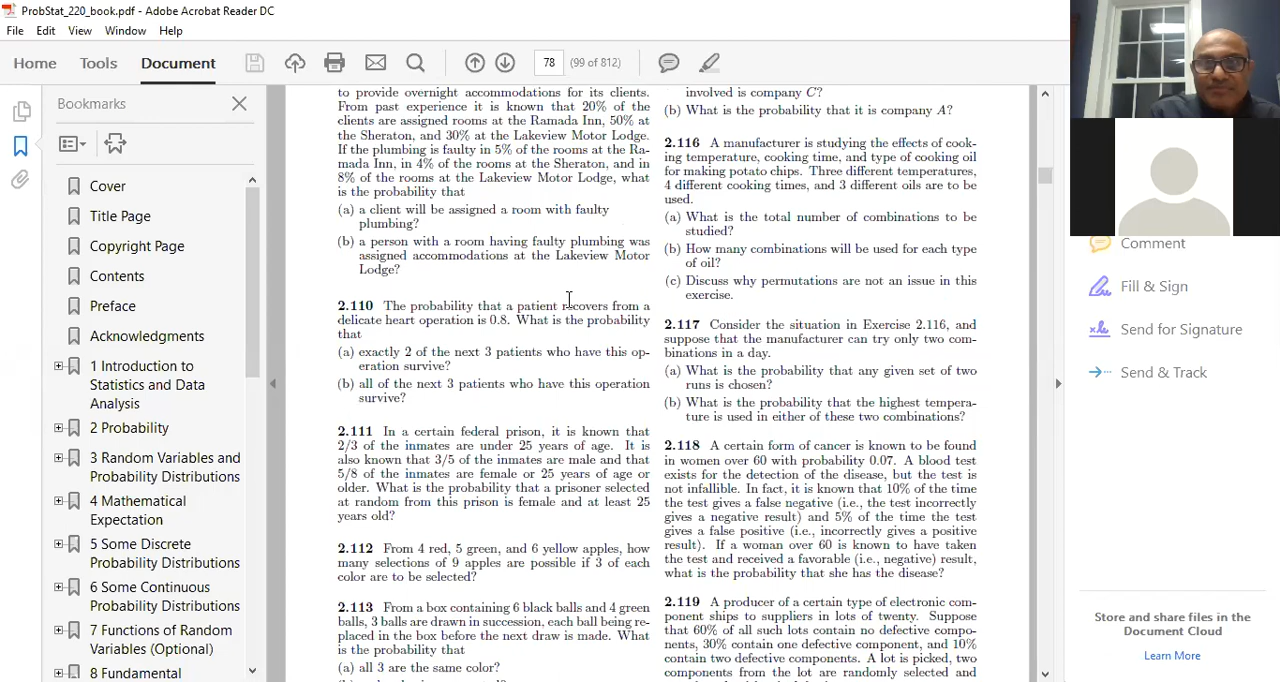 ProbStat_220_book.pdf - Adobe Acrobat Reader DC
File Edit View Window Help
Home Tools Document
78 (99 of 812)
Bookmarks
Cover
Title Page
Copyright Page
Contents
Preface
Acknowledgments
1 Introduction to
Statistics and Data
Analysis
2 Probability
3 Random Variables and
Probability Distributions
4 Mathematical
Expectation
5 Some Discrete
Probability Distributions
6 Some Continuous
Probability Distributions
7 Functions of Random
Variables (Optional)
8 Fundamental
to provide overnight accommodations for its clients.
From past experience it is known that 20% of the
clients are assigned rooms at the Ramada Inn, 50% at
the Sheraton, and 30% at the Lakeview Motor Lodge.
If the plumbing is faulty in 5% of the rooms at the Ra-
mada Inn, in 4% of the rooms at the Sheraton, and in
8% of the rooms at the Lakeview Motor Lodge, what
is the probability that
(a) a client will be assigned a room with faulty
plumbing?
(b) a person with a room having faulty plumbing was
assigned accommodations at the Lakeview Motor
Lodge?
2.110 The probability that a patient recovers from a
delicate heart operation is 0.8. What is the probability
that
(a) exactly 2 of the next 3 patients who have this op-
eration survive?
(b) all of the next 3 patients who have this operation
survive?
2.111 In a certain federal prison, it is known that
2/3 of the inmates are under 25 years of age. It is
also known that 3/5 of the inmates are male and that
5/8 of the inmates are female or 25 years of age or
older. What is the probability that a prisoner selected
at random from this prison is female and at least 25
years old?
2.112 From 4 red, 5 green, and 6 yellow apples, how
many selections of 9 apples are possible if 3 of each
color are to be selected?
2.113 From a box containing 6 black balls and 4 green
balls, 3 balls are drawn in succession, each ball being re-
placed in the box before the next draw is made. What
is the probability that
(a) all 3 are the same color?
involved is company C?
(b) What is the probability that it is company A?
2.116 A manufacturer is studying the effects of cook-
ing temperature, cooking time, and type of cooking oil
for making potato chips. Three different temperatures,
4 different cooking times, and 3 different oils are to be
used.
(a) What is the total number of combinations to be
studied?
(b) How many combinations will be used for each type
of oil?
(c) Discuss why permutations are not an issue in this
exercise.
2.117 Consider the situation in Exercise 2.116, and
suppose that the manufacturer can try only two com-
binations in a day.
(a) What is the probability that any given set of two
runs is chosen?
(b) What is the probability that the highest tempera-
ture is used in either of these two combinations?
2.118 A certain form of cancer is known to be found
in women over 60 with probability 0.07. A blood test
exists for the detection of the disease, but the test is
not infallible. In fact, it is known that 10% of the time
the test gives a false negative (i.e., the test incorrectly
gives a negative result) and 5% of the time the test
gives a false positive (i.e., incorrectly gives a positive
result). If a woman over 60 is known to have taken
the test and received a favorable (i.e., negative) result,
what is the probability that she has the disease?
2.119 A producer of a certain type of electronic com-
ponent ships to suppliers in lots of twenty. Suppose
that 60% of all such lots contain no defective compo-
nents, 30% contain one defective component, and 10%
contain two defective components. A lot is picked, two
components from the lot are randomly selected and
Comment
Fill & Sign
Send for Signature
Send & Track
Store and share files in the
Document Cloud
Learn More